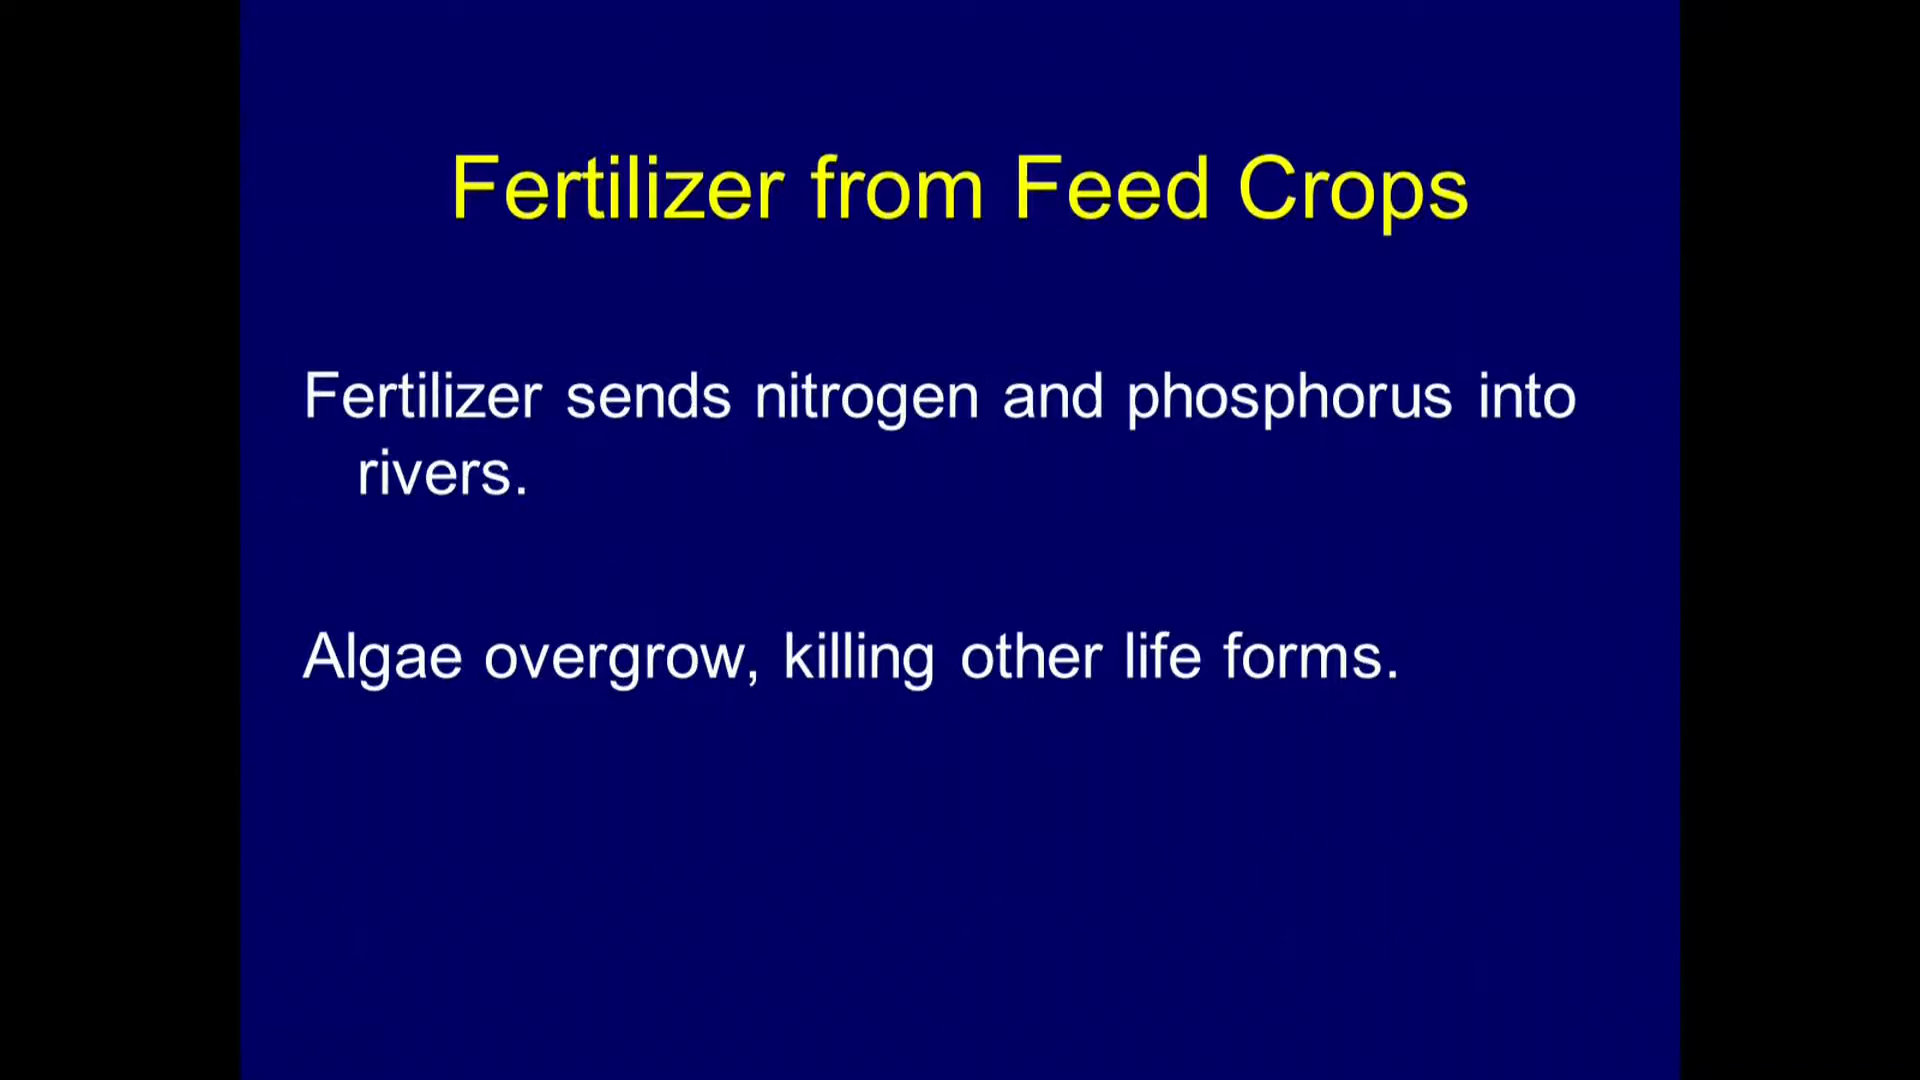 Fertilizer from Feed Crops
Fertilizer sends nitrogen and phosphorus into
rivers.
Algae overgrow, killing other life forms.